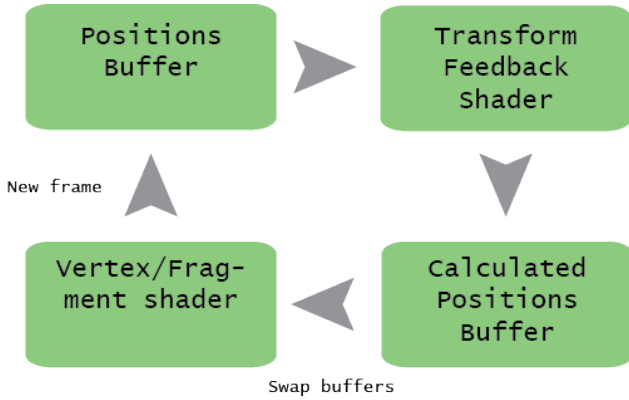 Positions
Buffer
Transform
Feedback
Shader
New frame
Vertex/Frag-
ment shader
Calculated
Positions
Buffer
Swap buffers